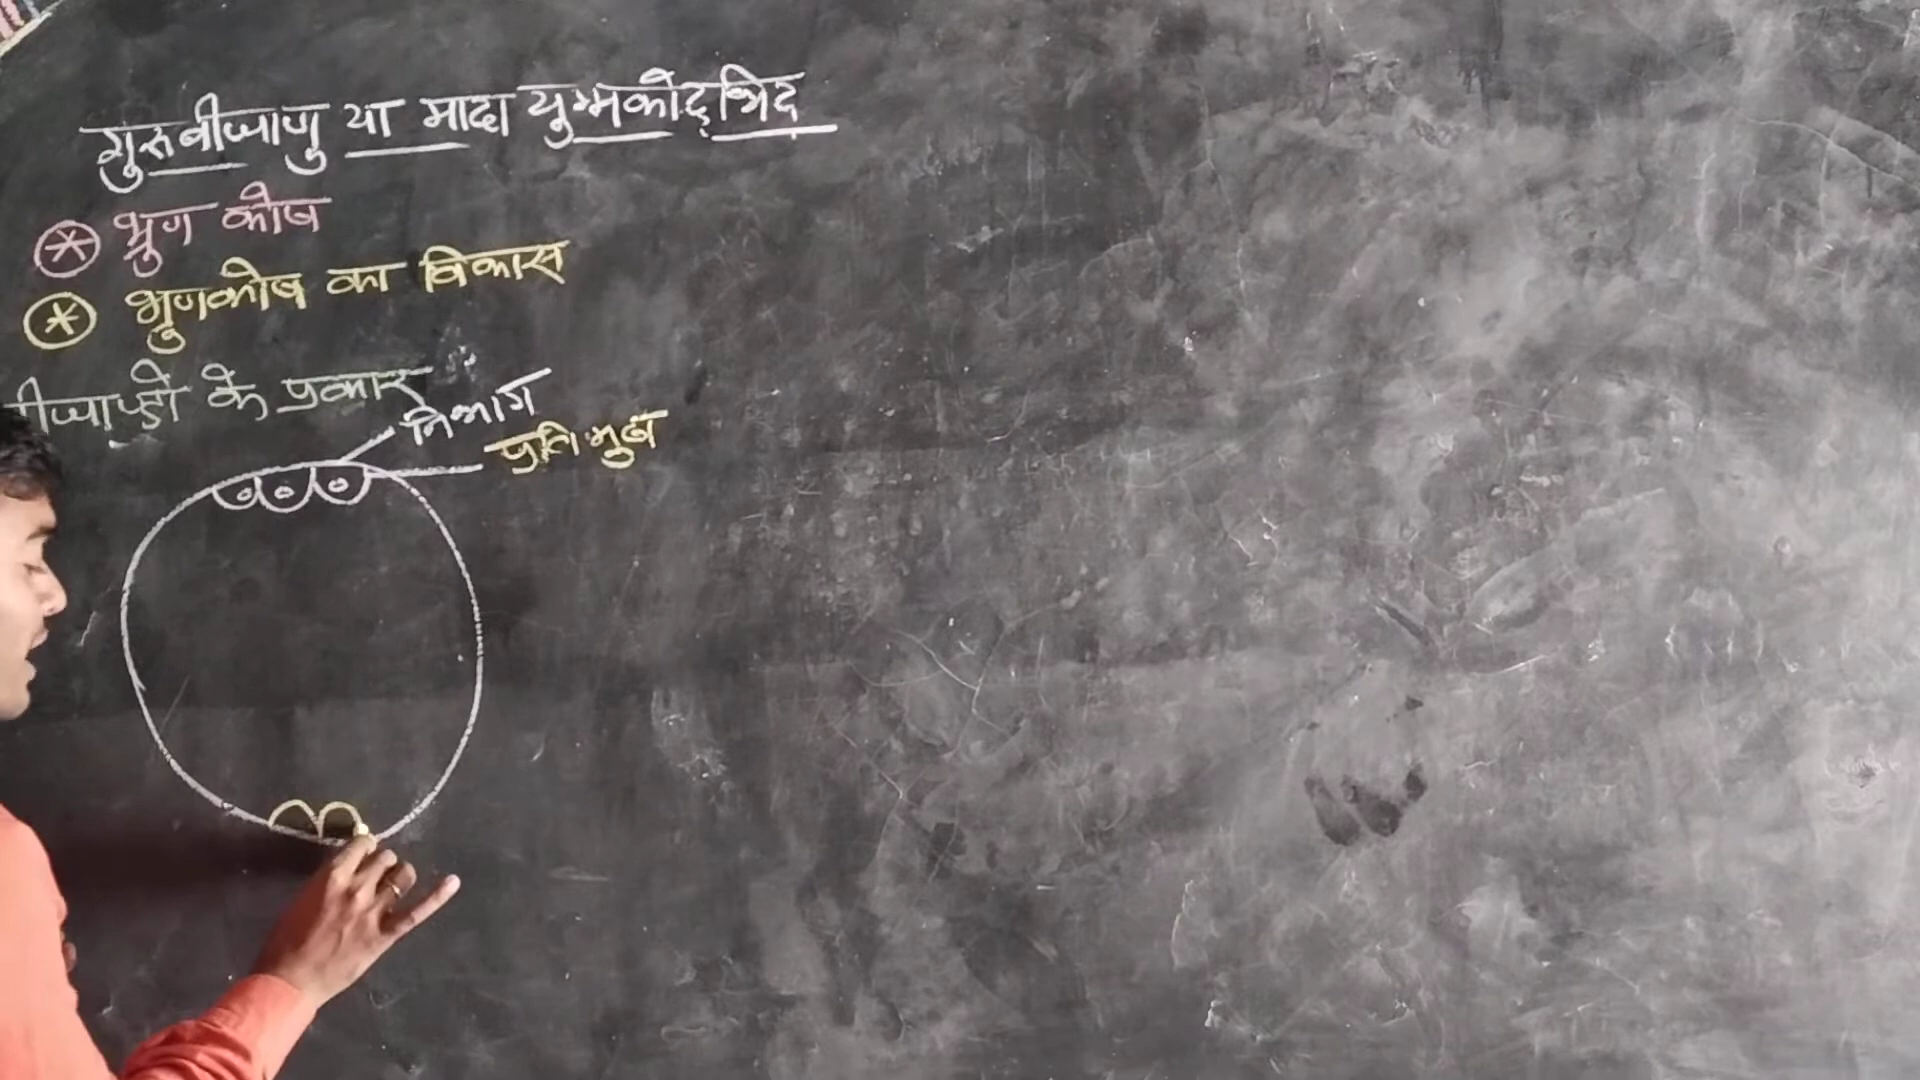 गुरुबीजाणु या मादा युग्मकोद्भिद
* भ्रुण कोष
* भ्रुणकोष का विकास
बीजाण्डो के प्रकार
निभाग
प्रतिमुख